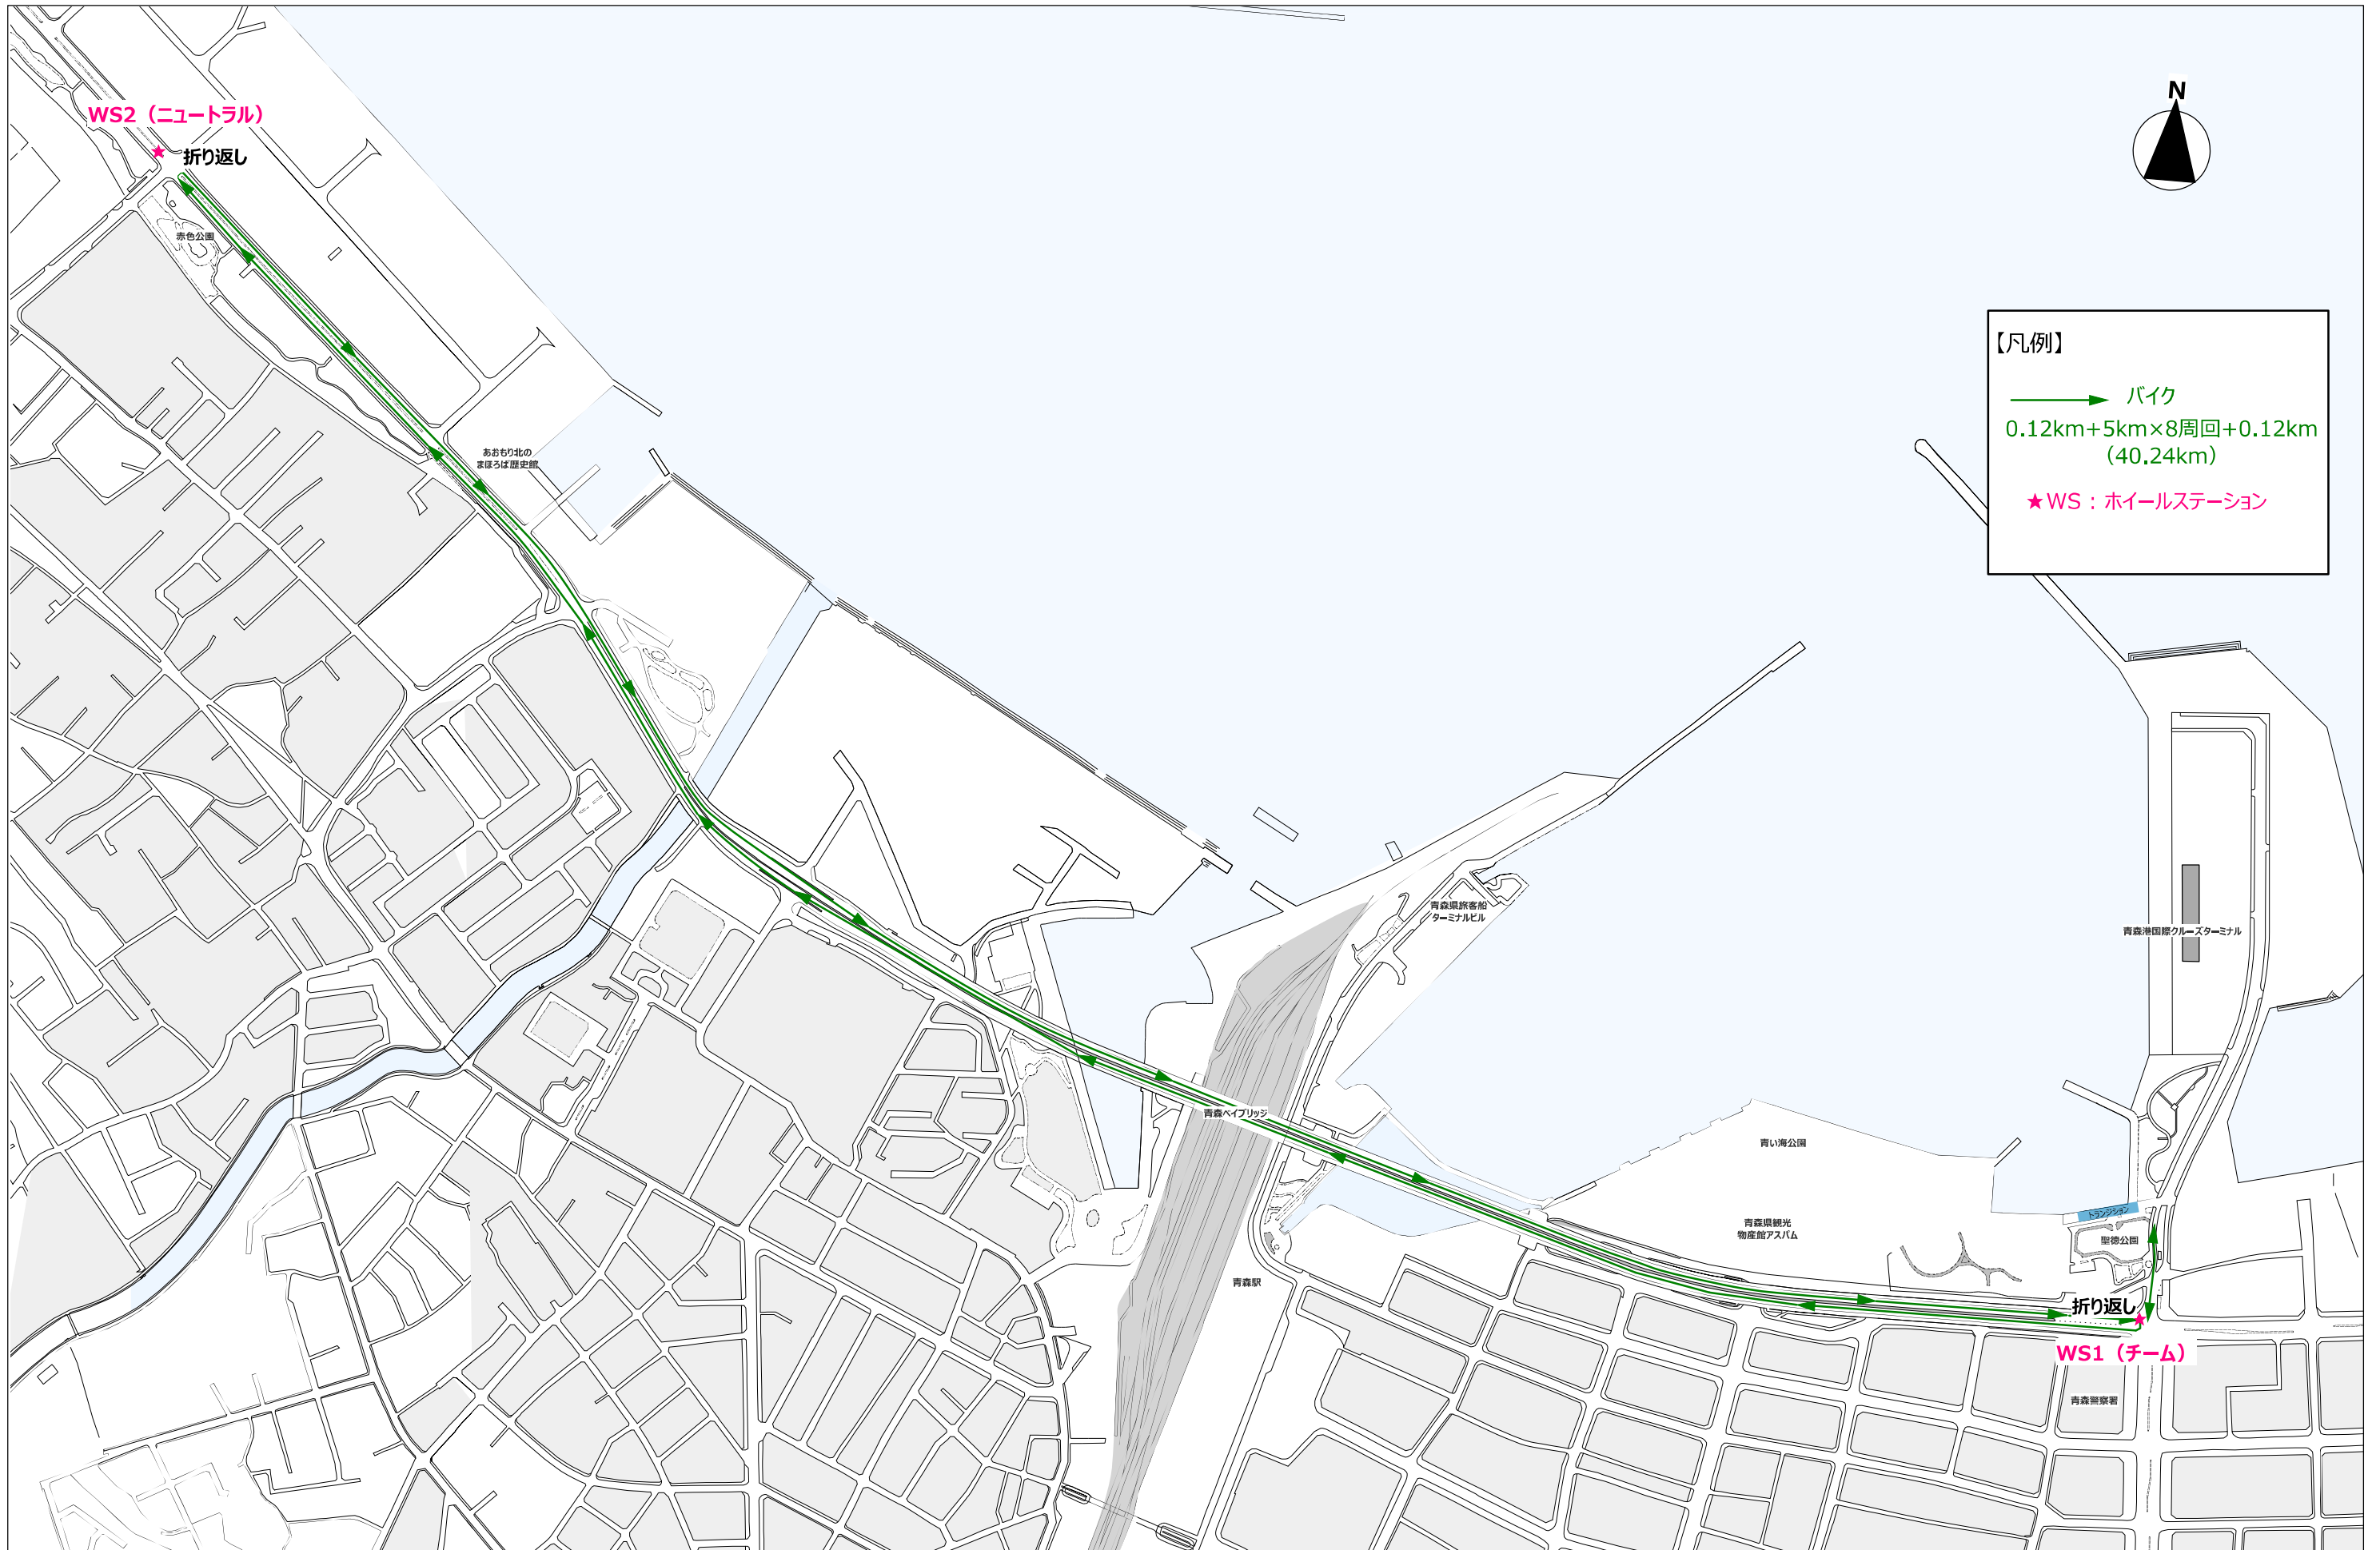 WS2（ニュートラル）
折り返し
赤色公園
N
【凡例】
バイク
0.12km+5km×8周回+0.12km
（40.24km）
★WS：ホイールステーション
あおもり北の
まほろば歴史館
青森県旅客船
ターミナルビル
青森港国際クルーズターミナル
青森ベイブリッジ
青い海公園
青森県観光
物産館アスパム
トランジション
聖徳公園
青森駅
折り返し
WS1（チーム）
青森警察署